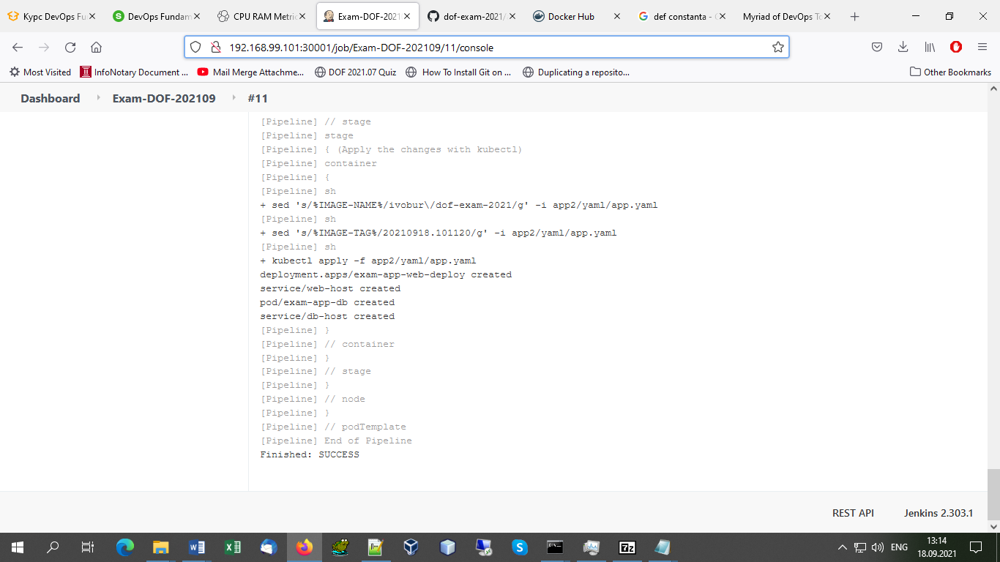 Курс DevOps Fu
DevOps Fundam
CPU RAM Metric
Exam-DOF-2021
dof-exam-2021/
Docker Hub
def constanta - G
Myriad of DevOps To
192.168.99.101:30001/job/Exam-DOF-202109/11/console
Most Visited
InfoNotary Document ...
Mail Merge Attachme...
DOF 2021.07 Quiz
How To Install Git on ...
Duplicating a reposito...
Other Bookmarks
Dashboard
Exam-DOF-202109
#11
[Pipeline] // stage
[Pipeline] stage
[Pipeline] { (Apply the changes with kubectl)
[Pipeline] container
[Pipeline] {
[Pipeline] sh
+ sed 's/%IMAGE-NAME%/ivobur\/dof-exam-2021/g' -i app2/yaml/app.yaml
[Pipeline] sh
+ sed 's/%IMAGE-TAG%/20210918.101120/g' -i app2/yaml/app.yaml
[Pipeline] sh
+ kubectl apply -f app2/yaml/app.yaml
deployment.apps/exam-app-web-deploy created
service/web-host created
pod/exam-app-db created
service/db-host created
[Pipeline] }
[Pipeline] // container
[Pipeline] }
[Pipeline] // stage
[Pipeline] }
[Pipeline] // node
[Pipeline] }
[Pipeline] // podTemplate
[Pipeline] End of Pipeline
Finished: SUCCESS
REST API
Jenkins 2.303.1
ENG
13:14
18.09.2021